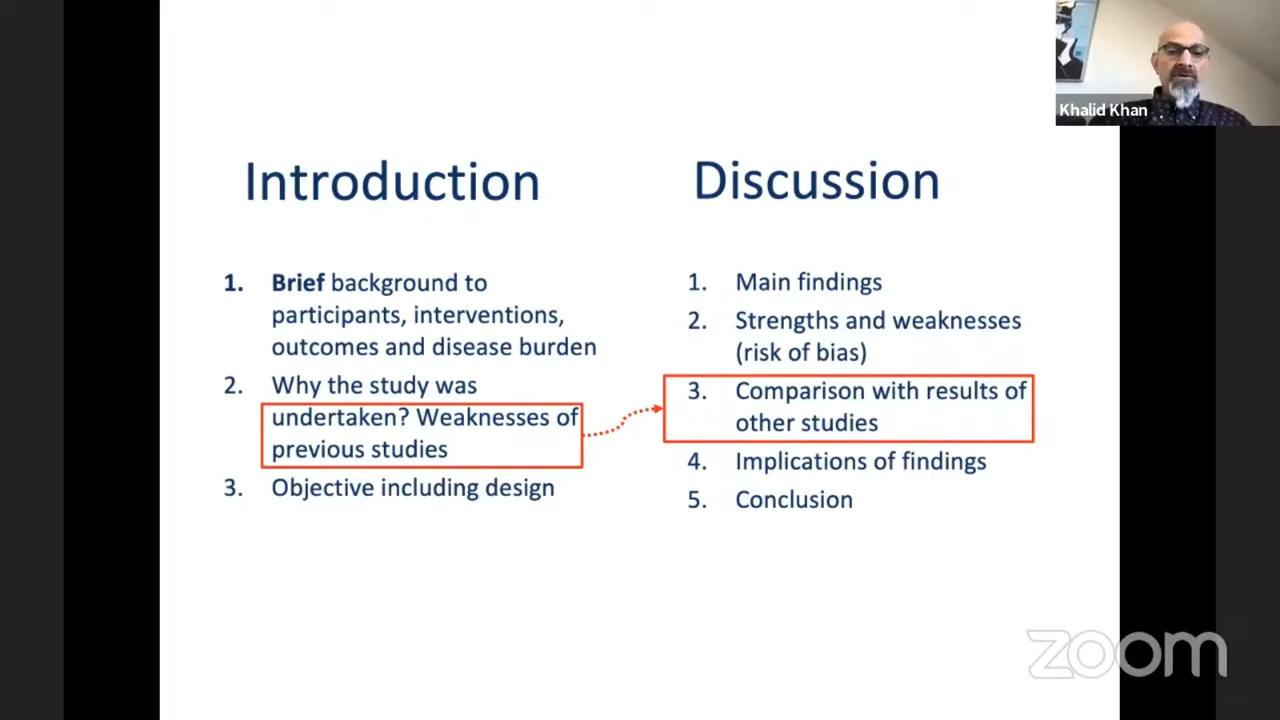 Khalid Khan
Introduction
1. Brief background to
participants, interventions,
outcomes and disease burden
2. Why the study was
undertaken? Weaknesses of
previous studies
3. Objective including design
Discussion
1. Main findings
2. Strengths and weaknesses
(risk of bias)
3. Comparison with results of
other studies
4. Implications of findings
5. Conclusion
zoom